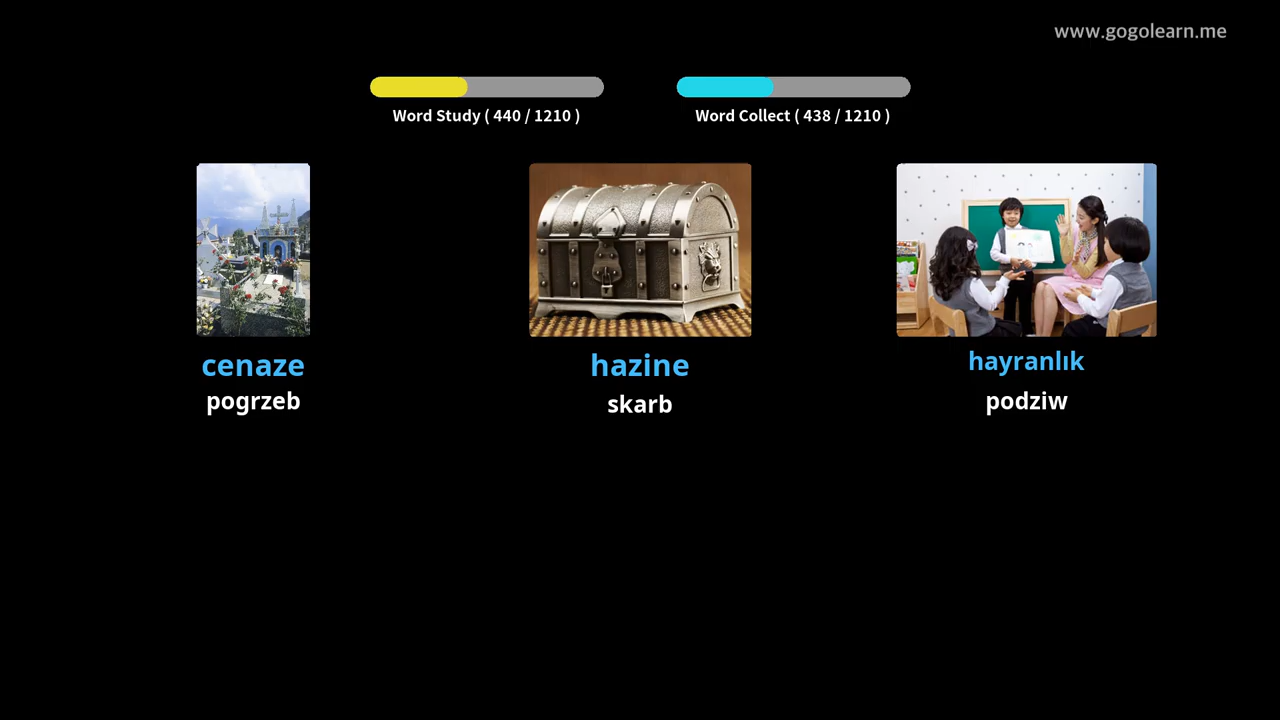 www.gogolearn.me
Word Study ( 440 / 1210 )
Word Collect ( 438 / 1210 )
cenaze
pogrzeb
hazine
skarb
hayranlık
podziw